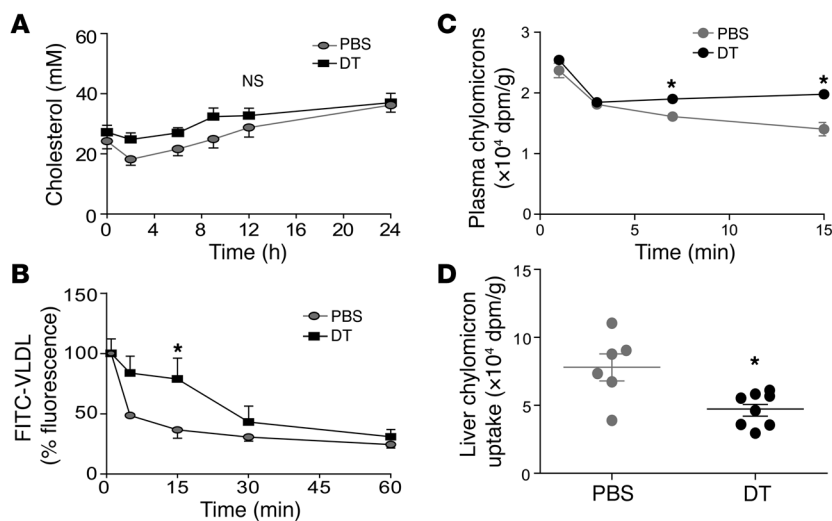 A
Cholesterol (mM)
60
40
20
0
PBS
DT
NS
0 4 8 12 16 20 24
Time (h)
B
FITC-VLDL
(% fluorescence)
150
100
50
0
PBS
DT
*
0 15 30 45 60
Time (min)
C
Plasma chylomicrons
(×10⁴ dpm/g)
3
2
1
0
PBS
DT
* *
0 5 10 15
Time (min)
D
Liver chylomicron
uptake (×10⁴ dpm/g)
15
10
5
0
*
PBS DT